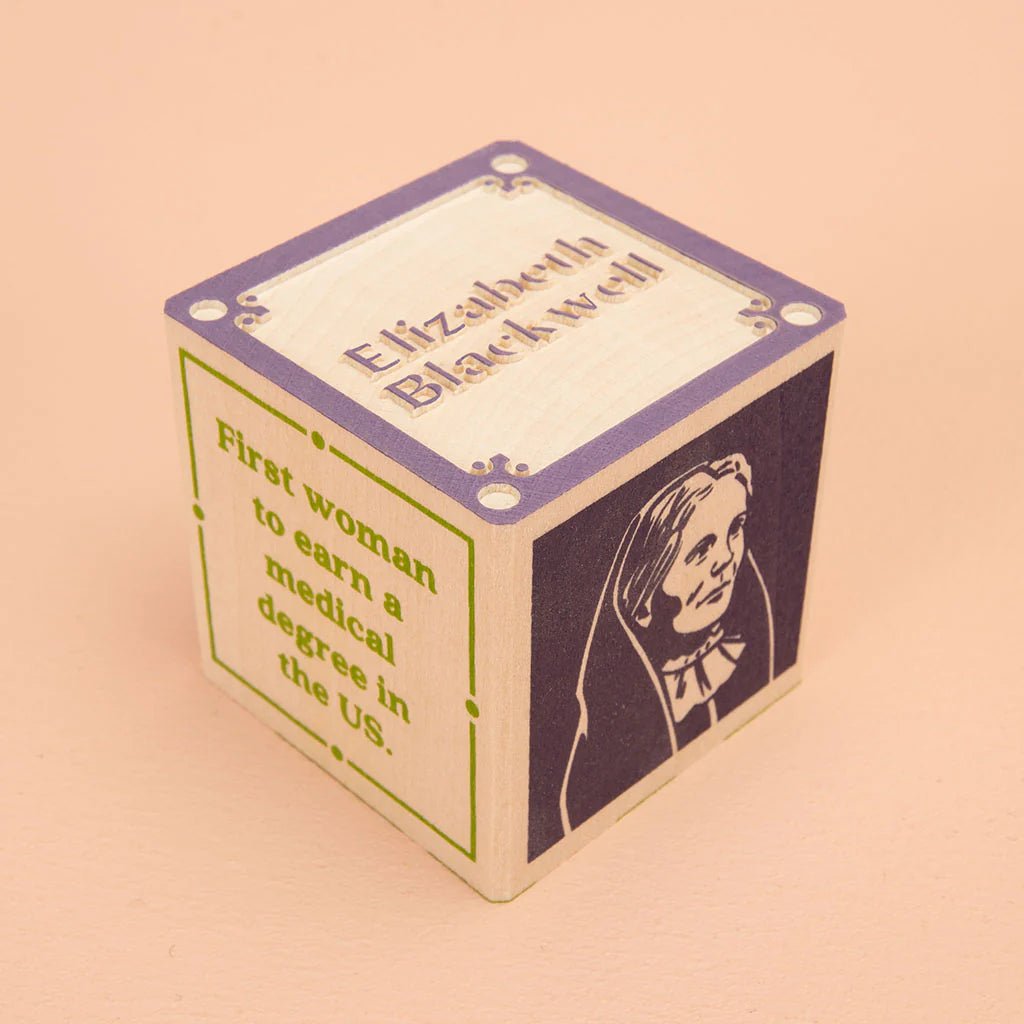 Elizabeth
Blackwell
First woman
to earn a
medical
degree in
the US.